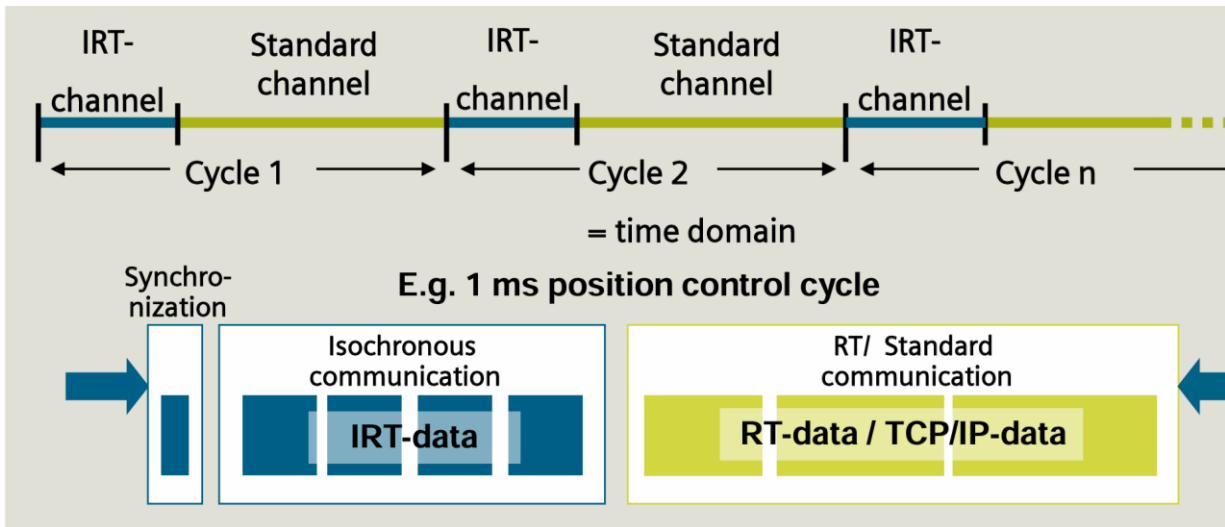 IRT-
channel
Standard
channel
IRT-
channel
Standard
channel
IRT-
channel
Cycle 1
Cycle 2
Cycle n
= time domain
E.g. 1 ms position control cycle
Synchro-
nization
Isochronous
communication
IRT-data
RT/ Standard
communication
RT-data / TCP/IP-data